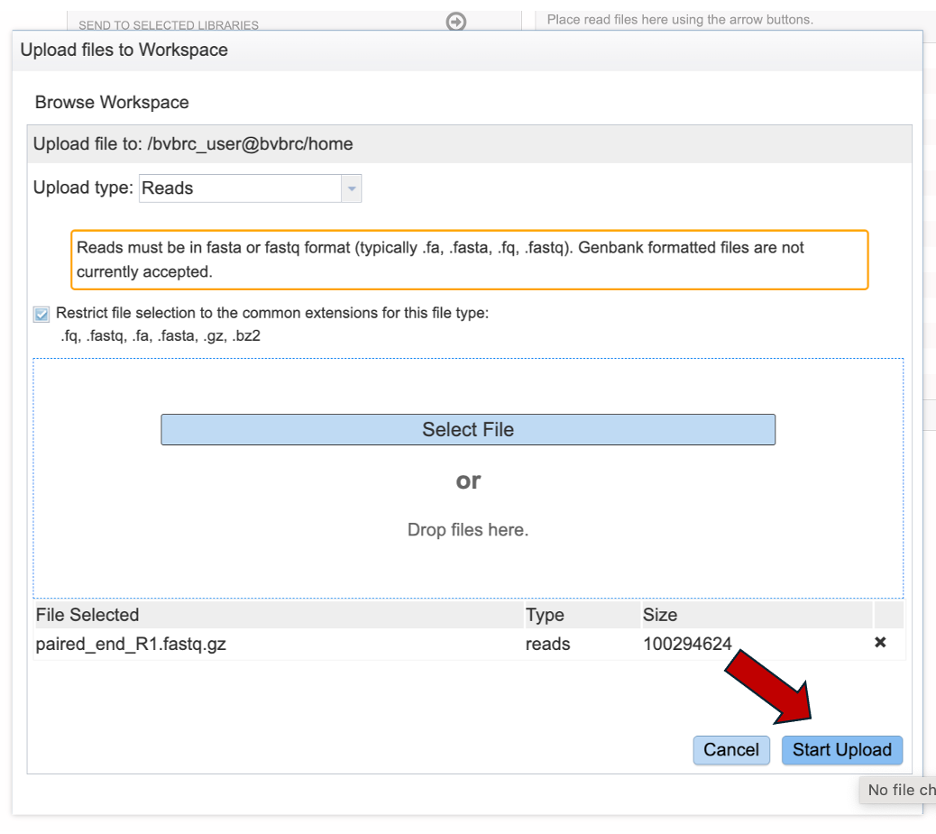 SEND TO SELECTED LIBRARIES
Place read files here using the arrow buttons.
Upload files to Workspace
Browse Workspace
Upload file to: /bvbrc_user@bvbrc/home
Upload type: Reads
Reads must be in fasta or fastq format (typically .fa, .fasta, .fq, .fastq). Genbank formatted files are not
currently accepted.
Restrict file selection to the common extensions for this file type:
.fq, .fastq, .fa, .fasta, .gz, .bz2
Select File
or
Drop files here.
File Selected Type Size
paired_end_R1.fastq.gz reads 100294624
Cancel Start Upload
No file ch